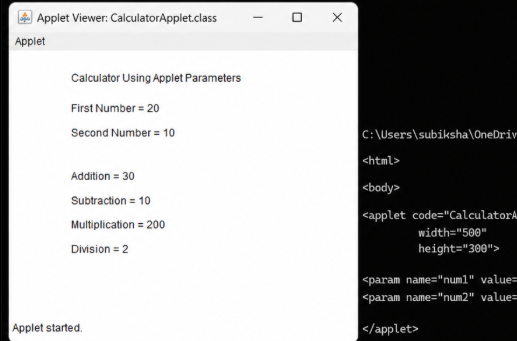 Applet Viewer: CalculatorApplet.class
Applet
Calculator Using Applet Parameters
First Number = 20
Second Number = 10
Addition = 30
Subtraction = 10
Multiplication = 200
Division = 2
Applet started.
C:\Users\subiksha\OneDriv
<html>
<body>
<applet code="CalculatorA
width="500"
height="300">
<param name="num1" value=
<param name="num2" value=
</applet>